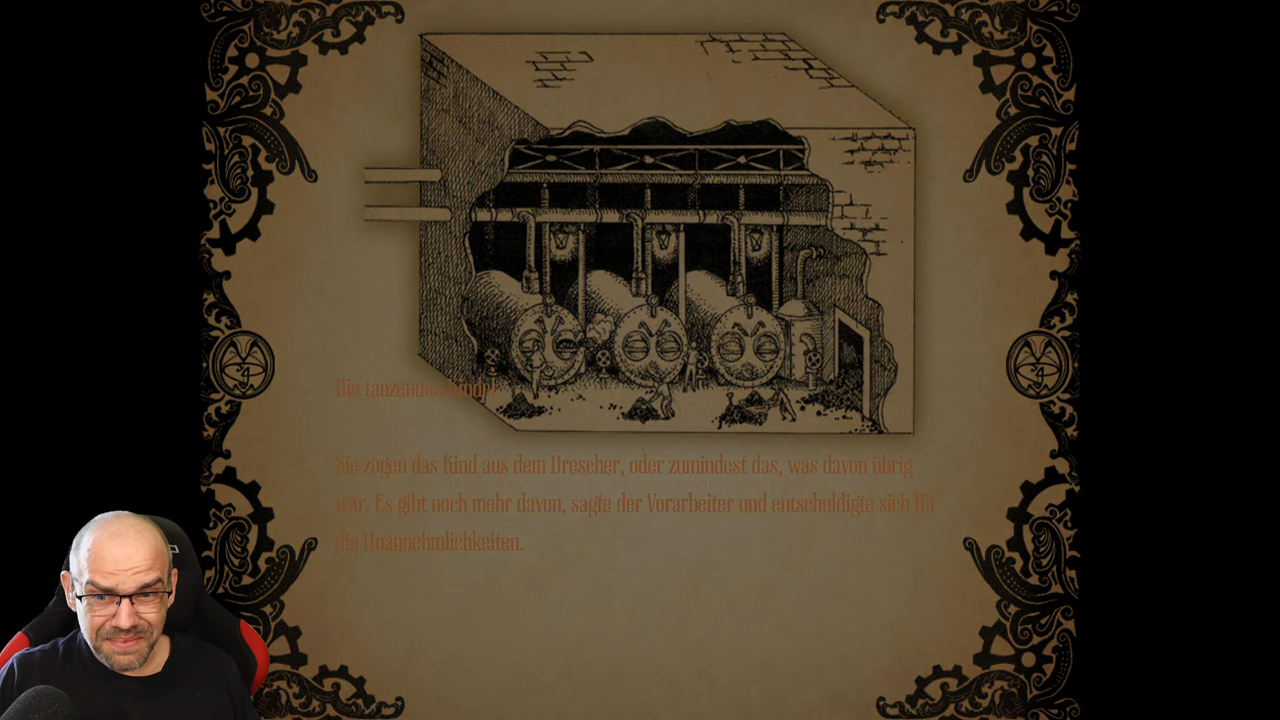 Die tanzenden Kinder
Sie zogen das Kind aus dem Drescher, oder zumindest das, was davon übrig
war. Es gibt noch mehr davon, sagte der Vorarbeiter und entschuldigte sich für
die Unannehmlichkeiten.